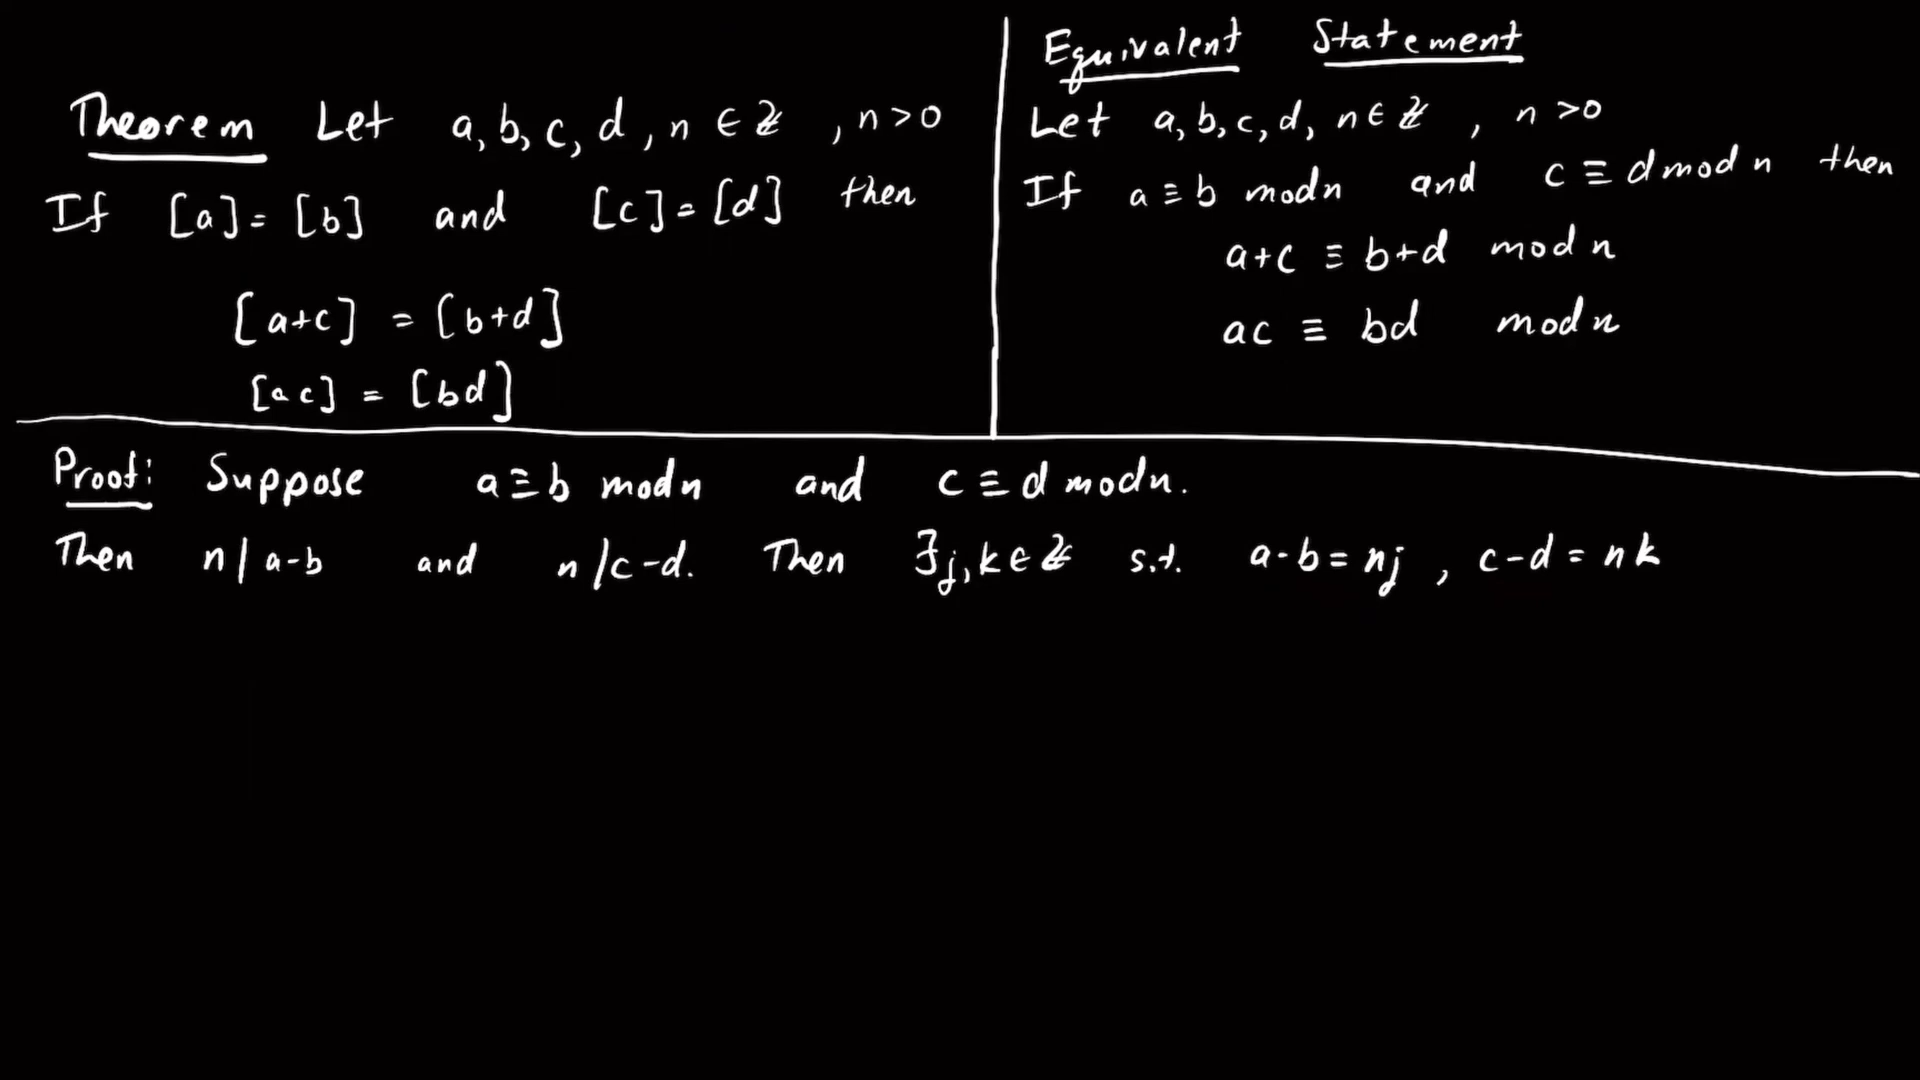 Theorem Let a, b, c, d, n ∈ ℤ, n > 0
If [a] = [b] and [c] = [d] then
[a+c] = [b+d]
[ac] = [bd]
Equivalent Statement
Let a, b, c, d, n ∈ ℤ, n > 0
If a ≡ b mod n and c ≡ d mod n then
a+c ≡ b+d mod n
ac ≡ bd mod n
Proof: Suppose a ≡ b mod n and c ≡ d mod n.
Then n | a-b and n | c-d. Then ∃ j, k ∈ ℤ s.t. a-b = nj, c-d = nk